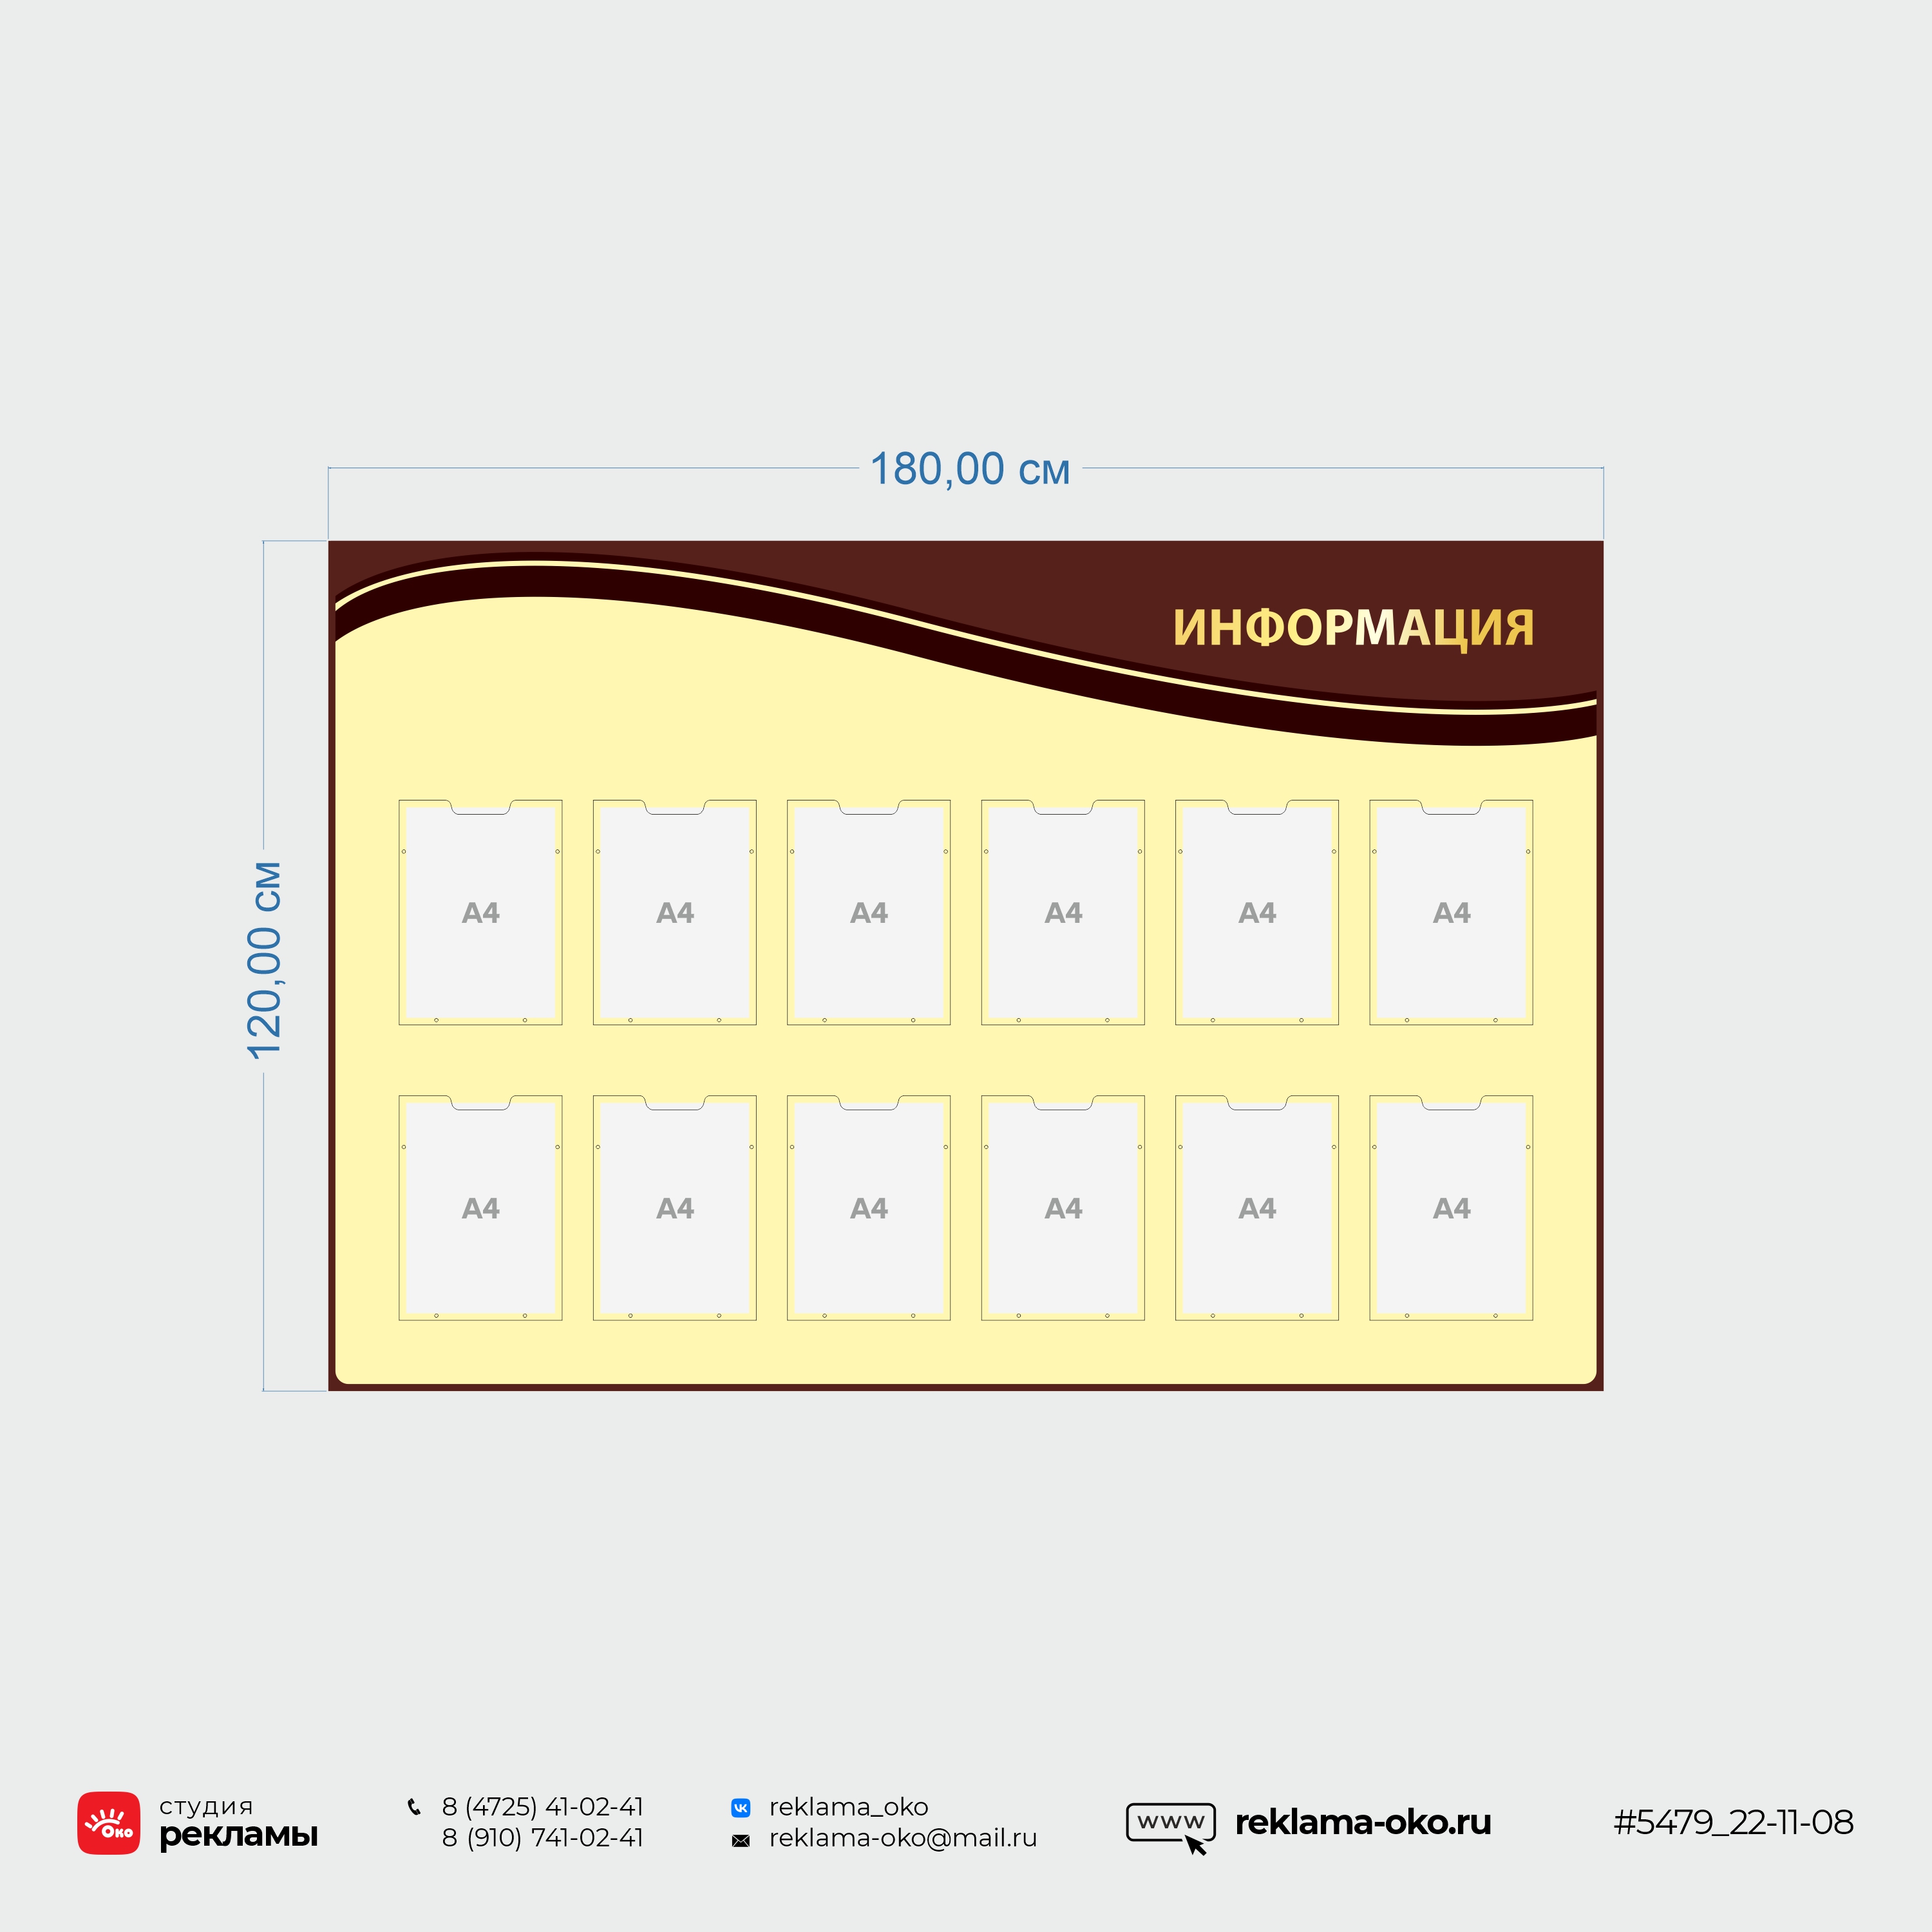 180,00 см
120,00 см
ИНФОРМАЦИЯ
A4 A4 A4 A4 A4 A4
A4 A4 A4 A4 A4 A4
око
студия
рекламы
8 (4725) 41-02-41
8 (910) 741-02-41
reklama_oko
reklama-oko@mail.ru
www
reklama-oko.ru
#5479_22-11-08